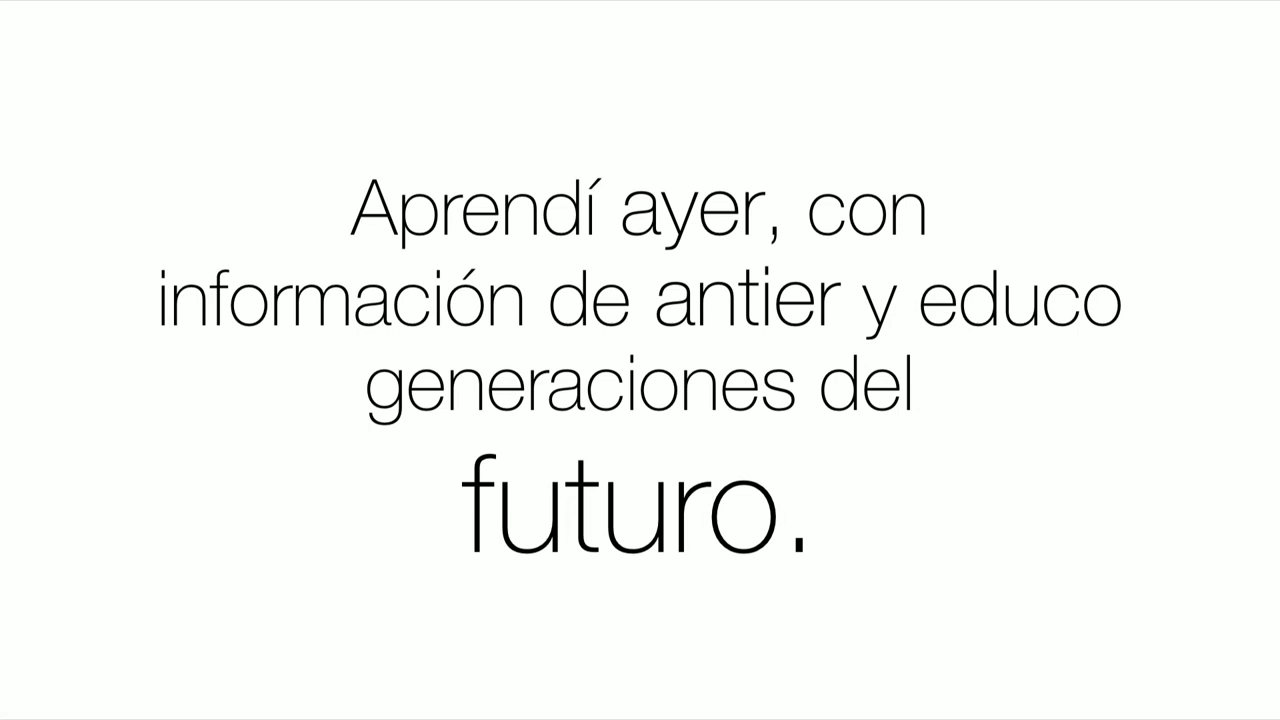 Aprendí ayer, con
información de antier y educo
generaciones del
futuro.